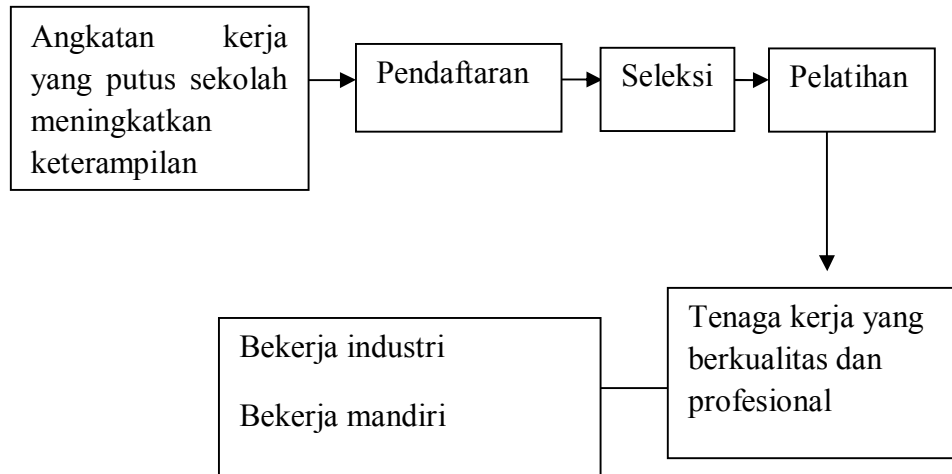 Angkatan kerja
yang putus sekolah
meningkatkan
keterampilan
Pendaftaran
Seleksi
Pelatihan
Tenaga kerja yang
berkualitas dan
profesional
Bekerja industri
Bekerja mandiri